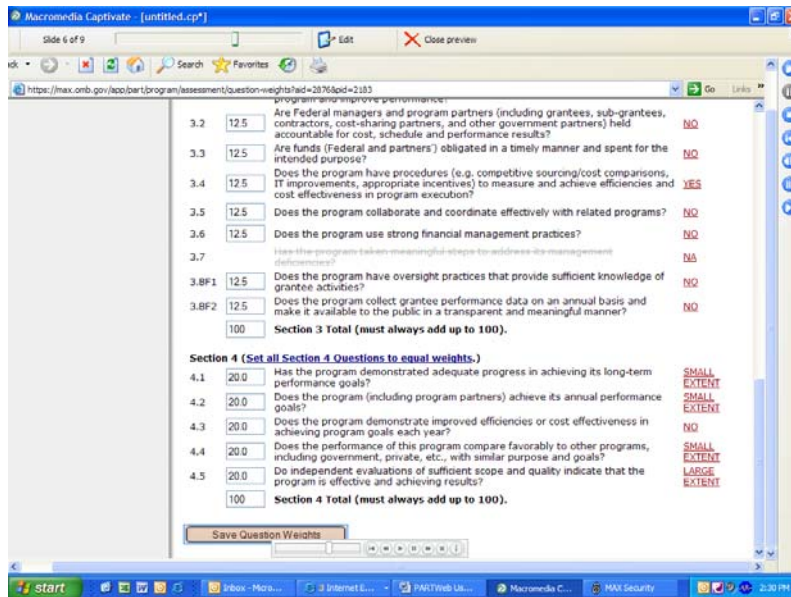 Macromedia Captivate - [untitled.cp*]
Slide 6 of 9
Edit
Close preview
Search Favorites
https://max.omb.gov/app/part/program/assessment/question-weights?aid=2876&pid=2183
Go Links »
program and improve performance?
3.2 12.5 Are Federal managers and program partners (including grantees, sub-grantees,
contractors, cost-sharing partners, and other government partners) held
accountable for cost, schedule and performance results? NO
3.3 12.5 Are funds (Federal and partners') obligated in a timely manner and spent for the
intended purpose? NO
3.4 12.5 Does the program have procedures (e.g. competitive sourcing/cost comparisons,
IT improvements, appropriate incentives) to measure and achieve efficiencies and
cost effectiveness in program execution? YES
3.5 12.5 Does the program collaborate and coordinate effectively with related programs? NO
3.6 12.5 Does the program use strong financial management practices? NO
3.7 Has the program taken meaningful steps to address its management
deficiencies? NA
3.BF1 12.5 Does the program have oversight practices that provide sufficient knowledge of
grantee activities? NO
3.BF2 12.5 Does the program collect grantee performance data on an annual basis and
make it available to the public in a transparent and meaningful manner? NO
100 Section 3 Total (must always add up to 100).
Section 4 (Set all Section 4 Questions to equal weights.)
4.1 20.0 Has the program demonstrated adequate progress in achieving its long-term
performance goals? SMALL EXTENT
4.2 20.0 Does the program (including program partners) achieve its annual performance
goals? SMALL EXTENT
4.3 20.0 Does the program demonstrate improved efficiencies or cost effectiveness in
achieving program goals each year? NO
4.4 20.0 Does the performance of this program compare favorably to other programs,
including government, private, etc., with similar purpose and goals? SMALL EXTENT
4.5 20.0 Do independent evaluations of sufficient scope and quality indicate that the
program is effective and achieving results? LARGE EXTENT
100 Section 4 Total (must always add up to 100).
Save Question Weights
start Inbox - Micro... 3 Internet E... PARTWeb Us... Macromedia C... MAX Security 2:30 PM